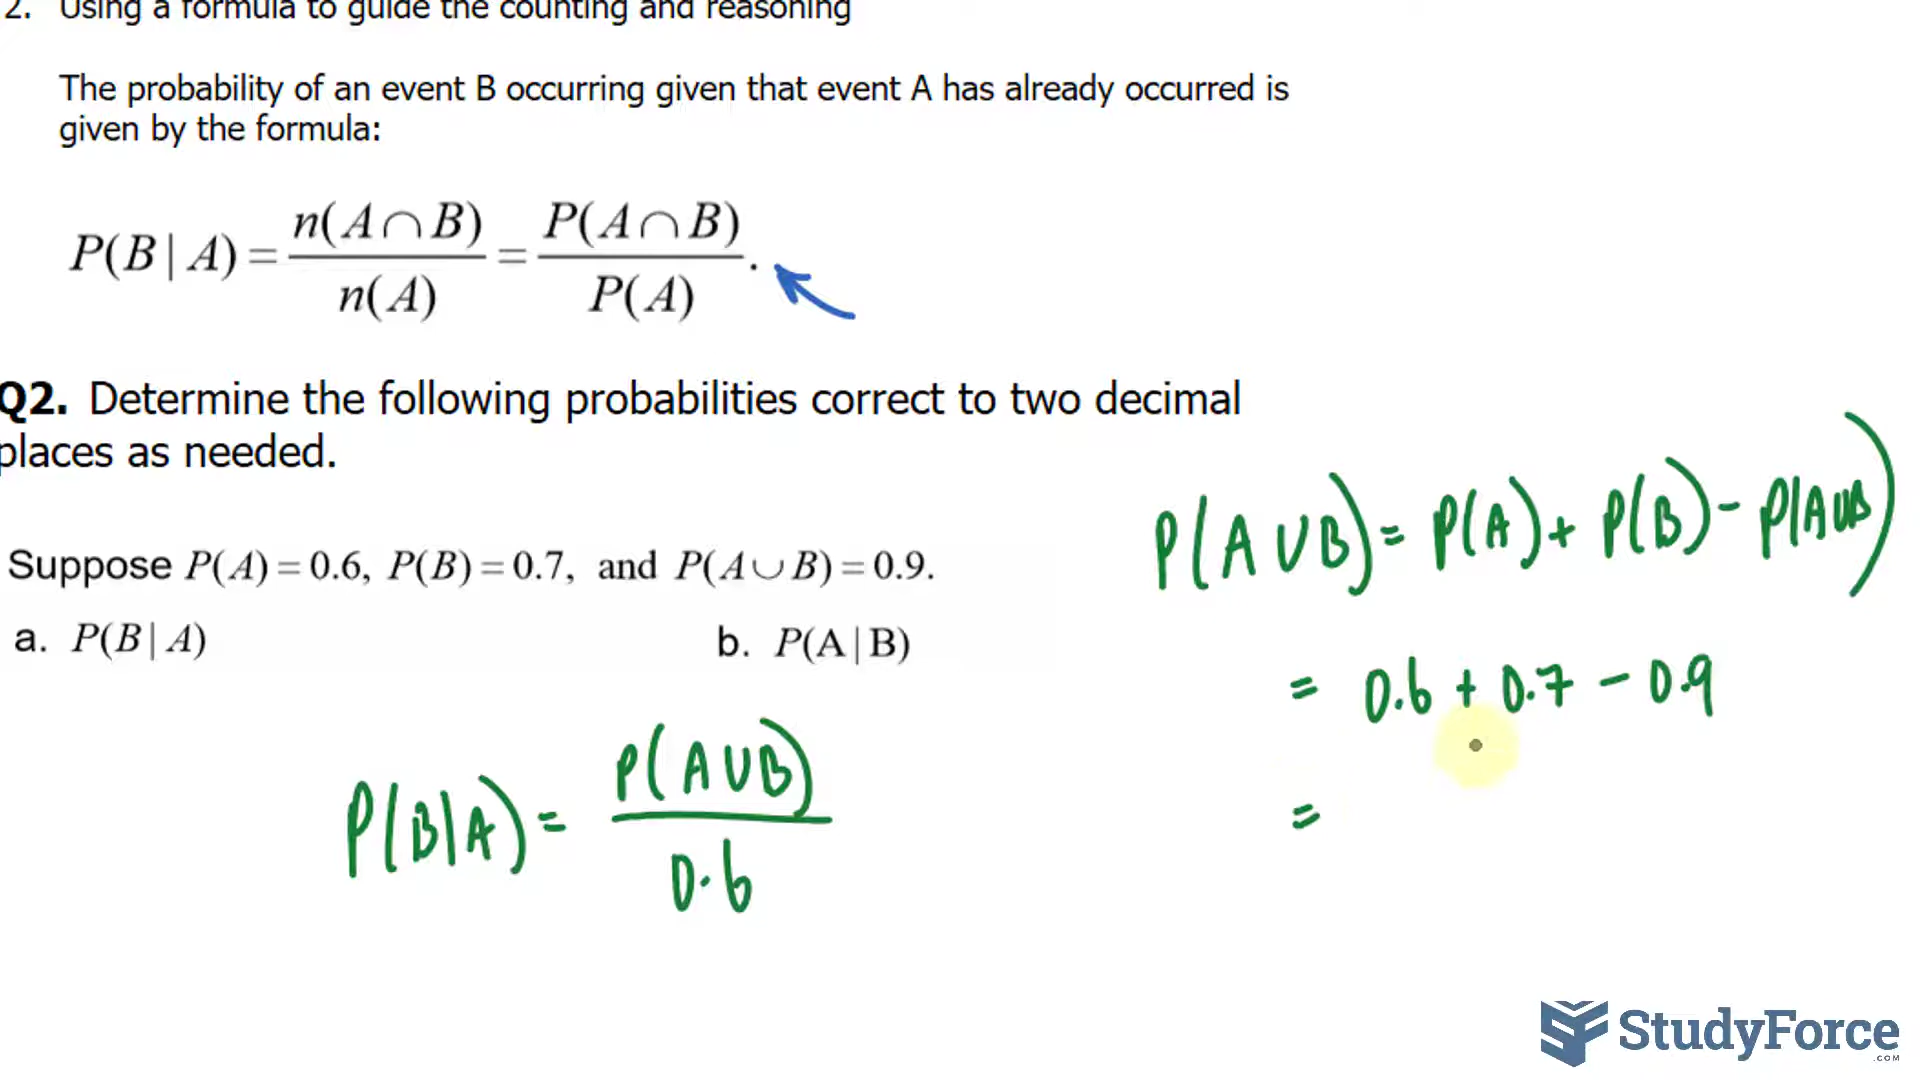 2. Using a formula to guide the counting and reasoning
The probability of an event B occurring given that event A has already occurred is
given by the formula:
P(B | A) = n(A∩B)/n(A) = P(A∩B)/P(A).
Q2. Determine the following probabilities correct to two decimal
places as needed.
Suppose P(A) = 0.6, P(B) = 0.7, and P(A∪B) = 0.9.
a. P(B | A)
b. P(A | B)
P(A∪B) = P(A) + P(B) - P(A∪B)
= 0.6 + 0.7 - 0.9
=
P(B|A) = P(A∪B)/0.6
StudyForce
.COM